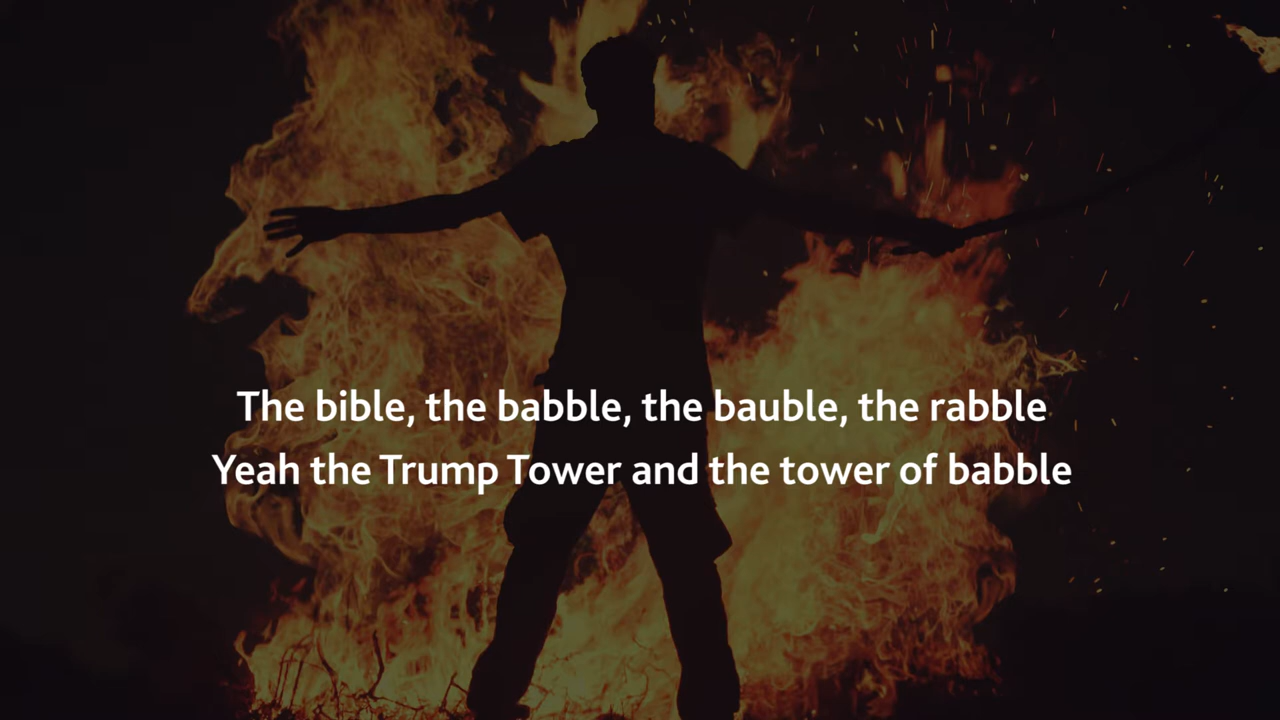 The bible, the babble, the bauble, the rabble
Yeah the Trump Tower and the tower of babble